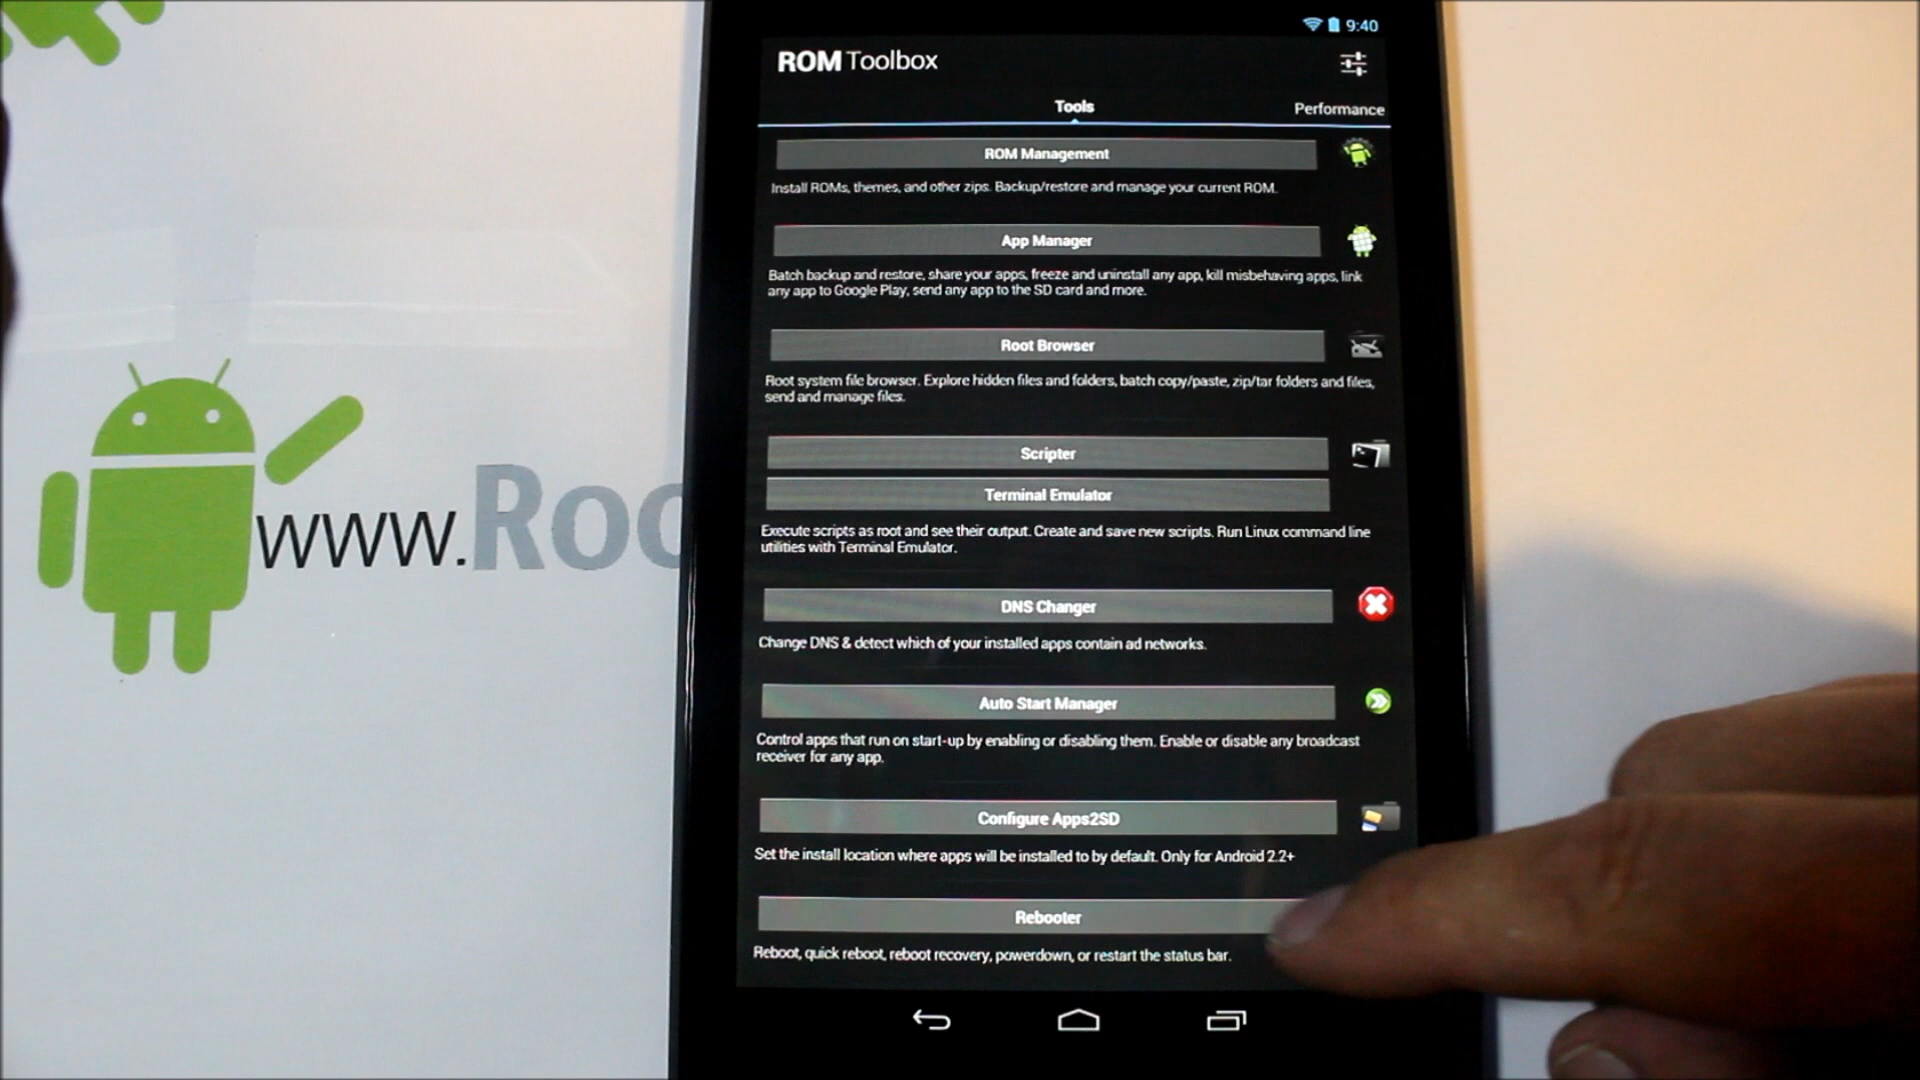 9:40
ROM Toolbox
Tools
Performance
ROM Management
Install ROMs, themes, and other zips. Backup/restore and manage your current ROM.
App Manager
Batch backup and restore, share your apps, freeze and uninstall any app, kill misbehaving apps, link
any app to Google Play, send any app to the SD card and more.
Root Browser
Root system file browser. Explore hidden files and folders, batch copy/paste, zip/tar folders and files,
send and manage files.
Scripter
Terminal Emulator
Execute scripts as root and see their output. Create and save new scripts. Run Linux command line
utilities with Terminal Emulator.
DNS Changer
Change DNS & detect which of your installed apps contain ad networks.
Auto Start Manager
Control apps that run on start-up by enabling or disabling them. Enable or disable any broadcast
receiver for any app.
Configure Apps2SD
Set the install location where apps will be installed to by default. Only for Android 2.2+
Rebooter
Reboot, quick reboot, reboot recovery, powerdown, or restart the status bar.
www.Roo